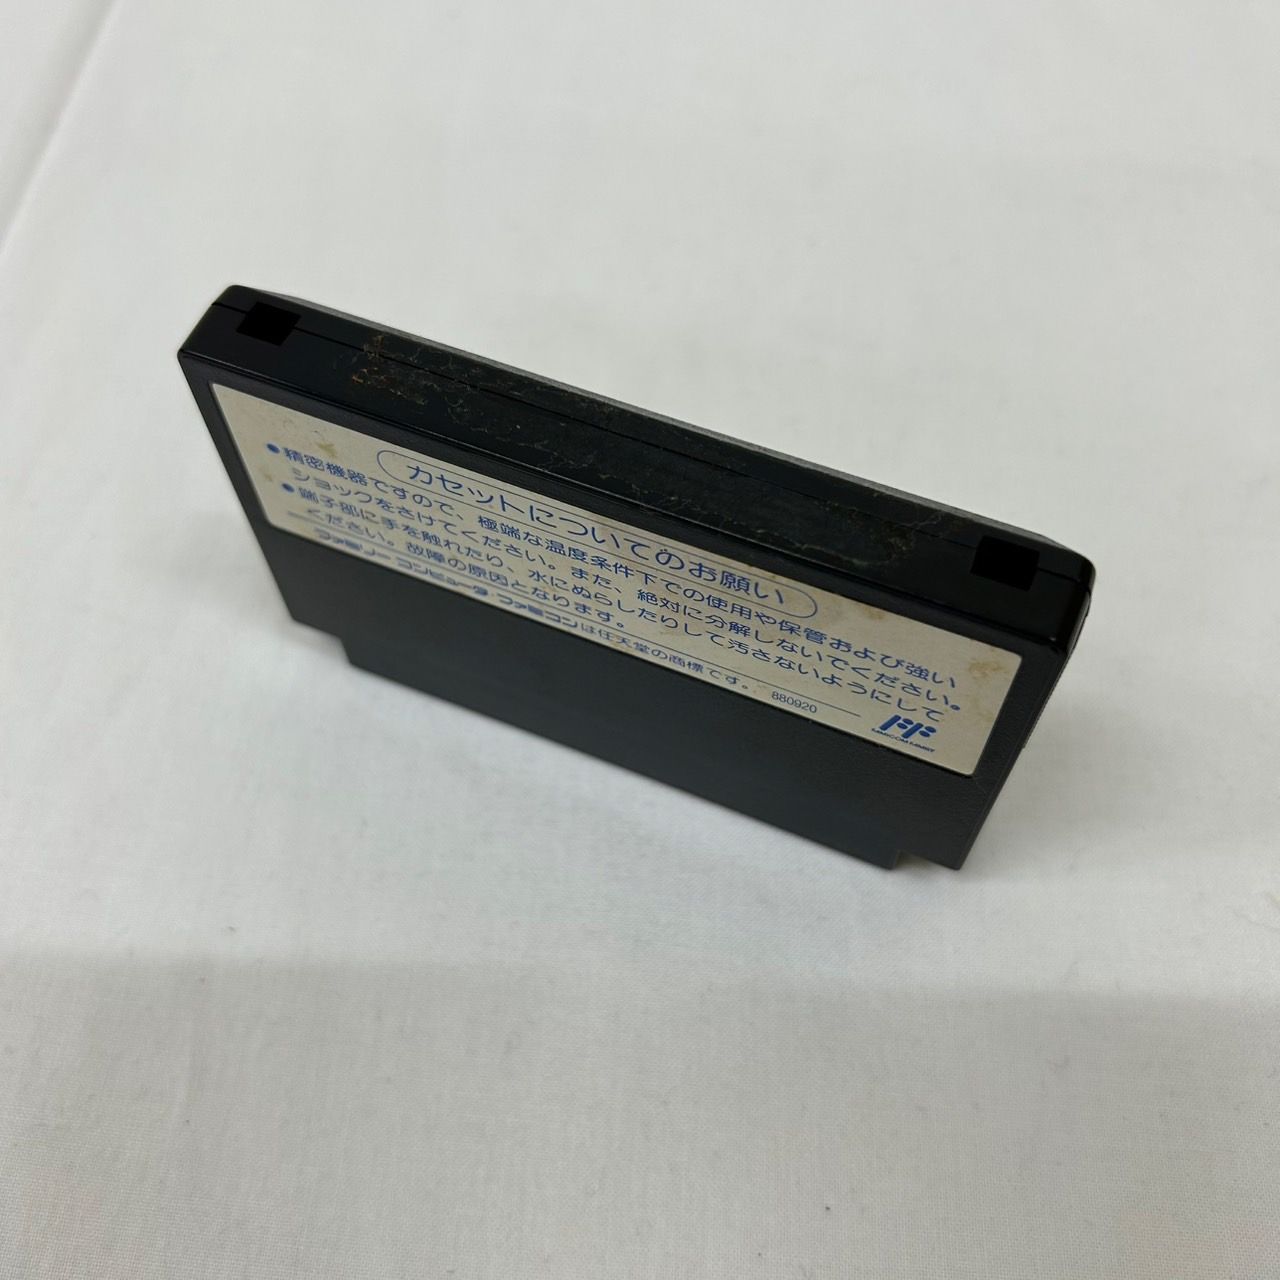 カセットについてのお願い
●精密機器ですので、極端な温度条件下での使用や保管および強い
ショックをさけてください。また、絶対に分解しないでください。
●端子部に手を触れたり、水にぬらしたりして汚さないようにして
ください。故障の原因となります。
ファミリーコンピュータ・ファミコンは任天堂の商標です。
880920
FF
FAMICOM FAMILY